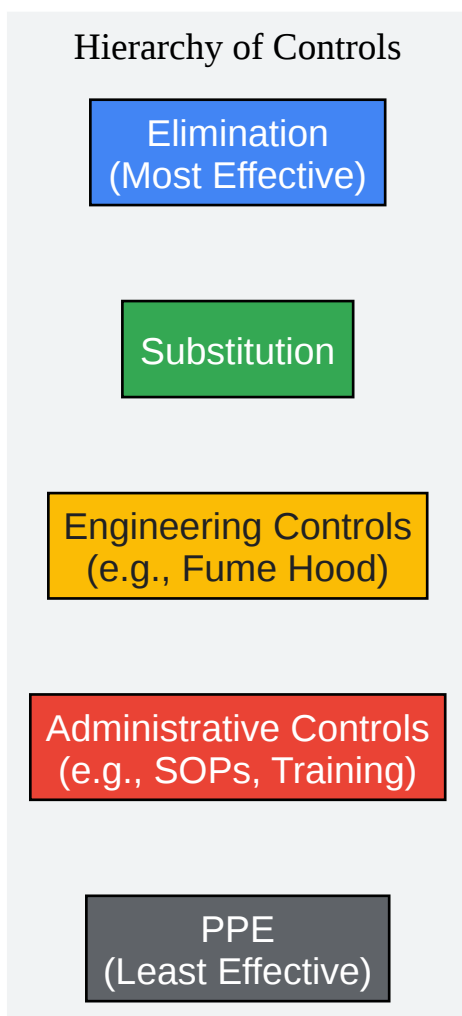 Hierarchy of Controls
Elimination
(Most Effective)
Substitution
Engineering Controls
(e.g., Fume Hood)
Administrative Controls
(e.g., SOPs, Training)
PPE
(Least Effective)